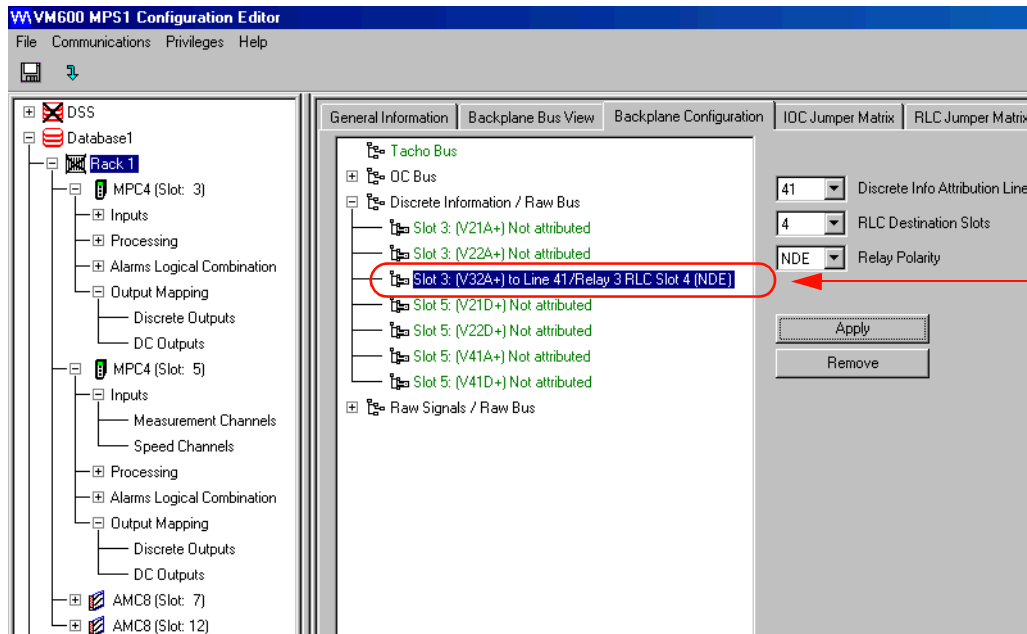 VM600 MPS1 Configuration Editor
File Communications Privileges Help
DSS
Database1
Rack 1
MPC4 (Slot: 3)
Inputs
Processing
Alarms Logical Combination
Output Mapping
Discrete Outputs
DC Outputs
MPC4 (Slot: 5)
Inputs
Measurement Channels
Speed Channels
Processing
Alarms Logical Combination
Output Mapping
Discrete Outputs
DC Outputs
AMC8 (Slot: 7)
AMC8 (Slot: 12)
General Information Backplane Bus View Backplane Configuration IOC Jumper Matrix RLC Jumper Matrix
Tacho Bus
OC Bus
Discrete Information / Raw Bus
Slot 3: (V21A+) Not attributed
Slot 3: (V22A+) Not attributed
Slot 3: (V32A+) to Line 41/Relay 3 RLC Slot 4 (NDE)
Slot 5: (V21D+) Not attributed
Slot 5: (V22D+) Not attributed
Slot 5: (V41A+) Not attributed
Slot 5: (V41D+) Not attributed
Raw Signals / Raw Bus
41 Discrete Info Attribution Line
4 RLC Destination Slots
NDE Relay Polarity
Apply
Remove